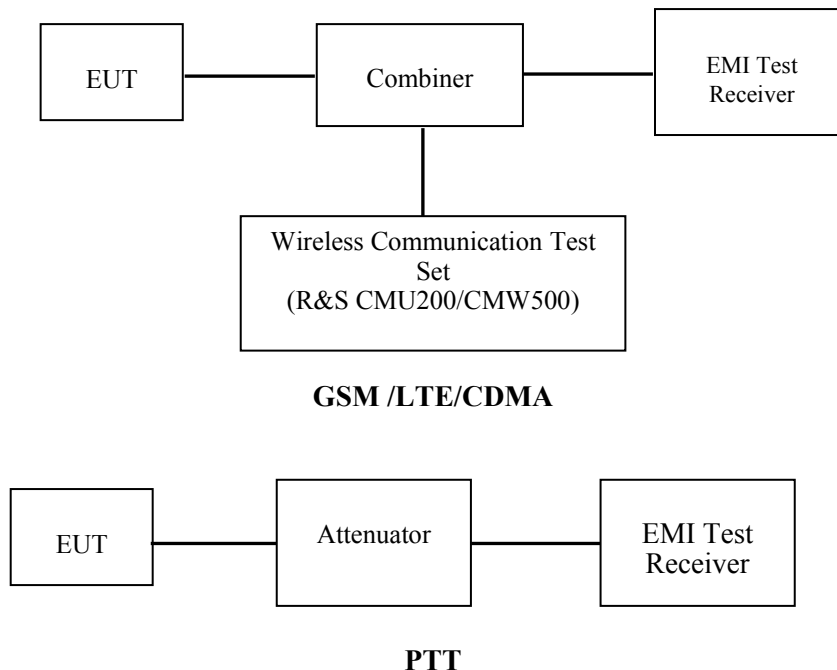 EUT
Combiner
EMI Test
Receiver
Wireless Communication Test
Set
(R&S CMU200/CMW500)
GSM /LTE/CDMA
EUT
Attenuator
EMI Test
Receiver
PTT